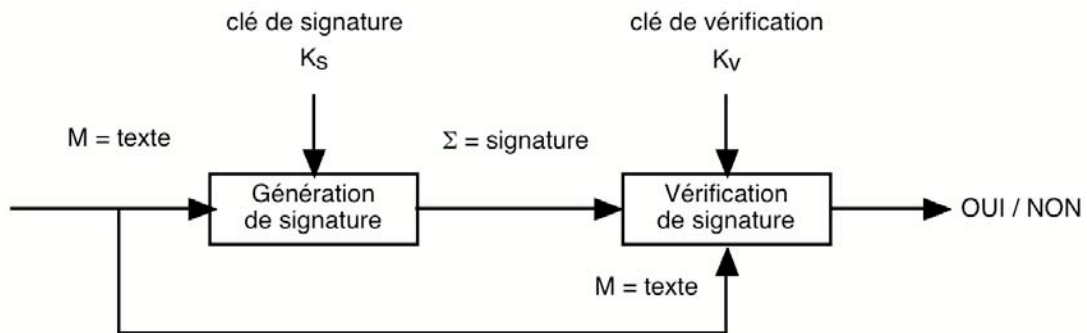 clé de signature
KS
clé de vérification
KV
M = texte
Σ = signature
Génération
de signature
Vérification
de signature
OUI / NON
M = texte